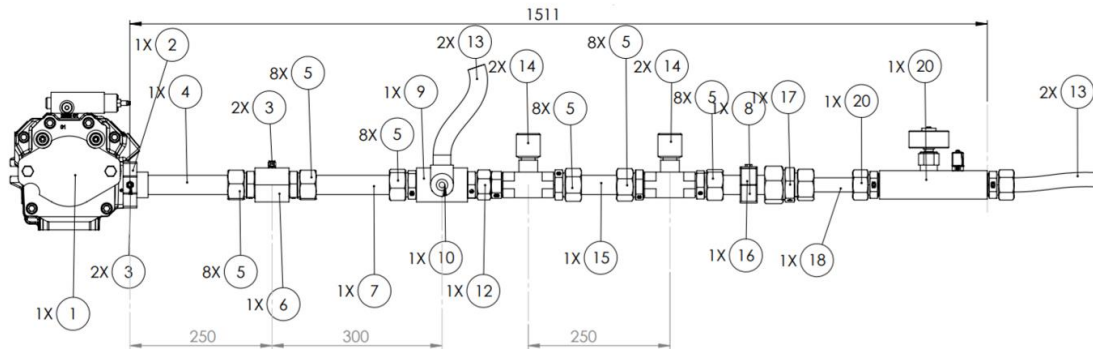 1511
1X 2
2X 13
8X 5
2X 14
2X 14
1X 20
8X 5
1X 4
2X 3
1X 9
8X 5
8X 5
1X 8
1X 17
1X 20
2X 13
8X 5
2X 3
8X 5
1X 10
1X 15
1X 16
1X 18
1X 1
1X 6
1X 7
1X 12
250
300
250